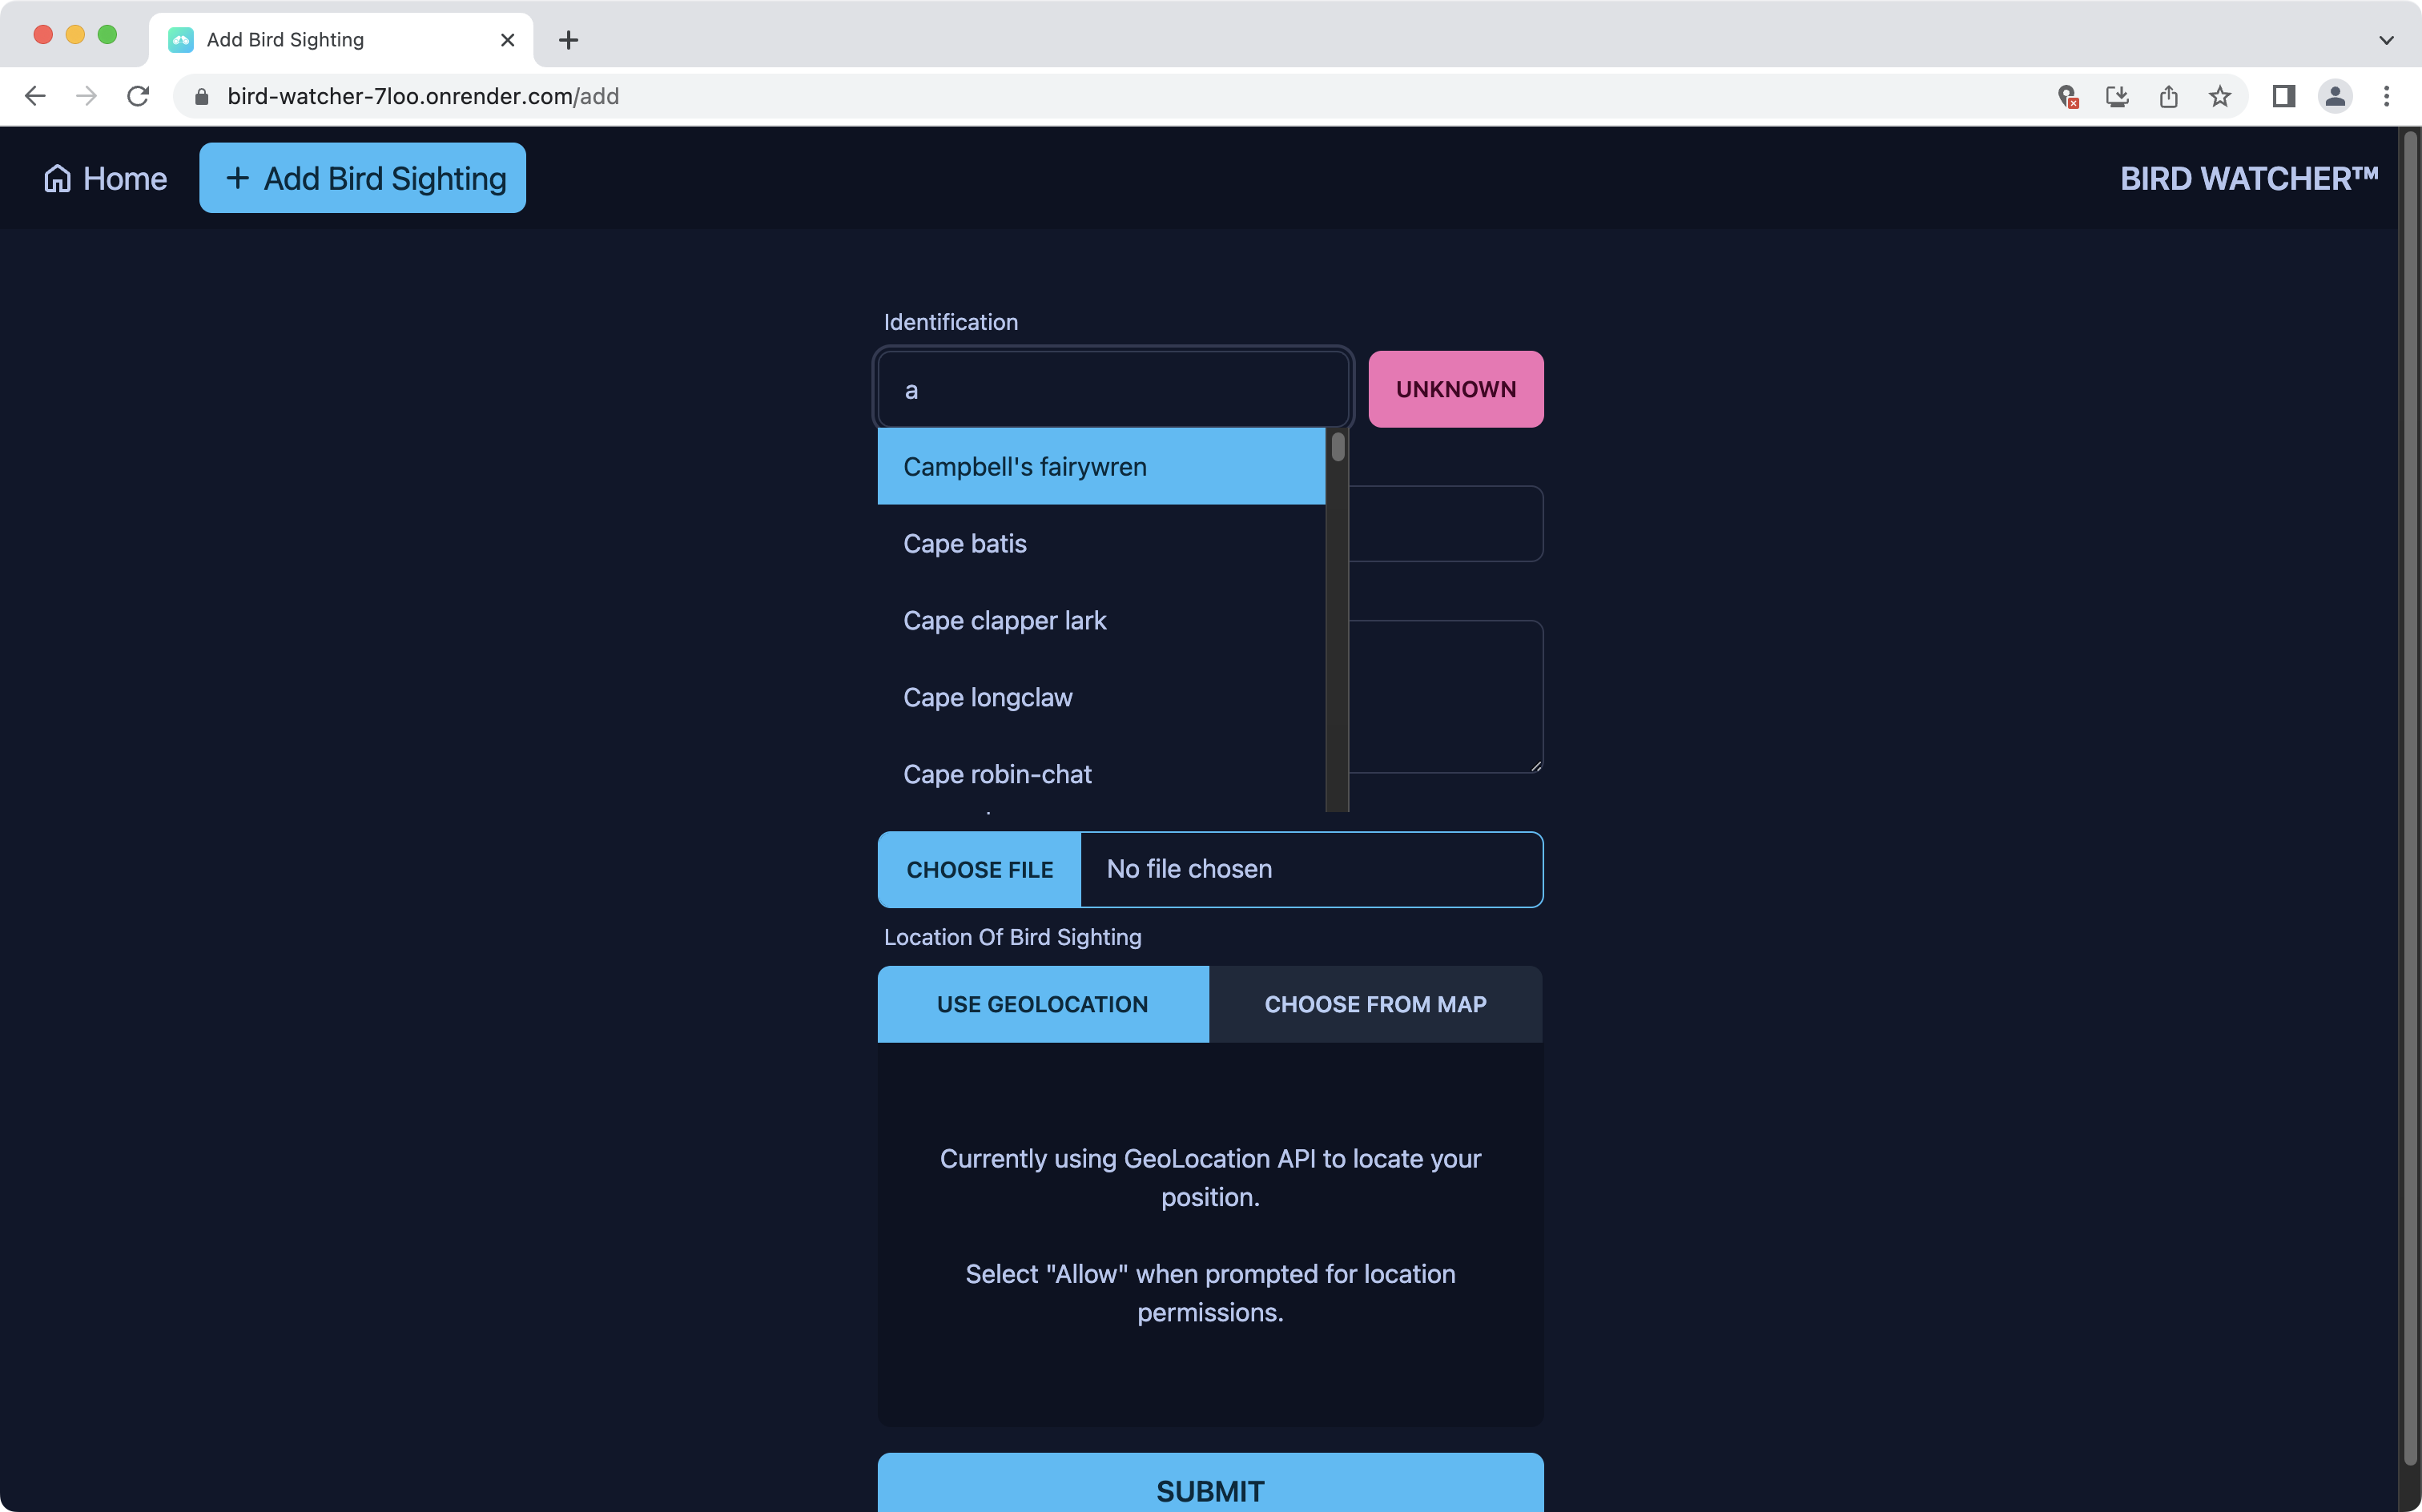 Add Bird Sighting
bird-watcher-7loo.onrender.com/add
Home
+ Add Bird Sighting
BIRD WATCHER™
Identification
a
UNKNOWN
Campbell's fairywren
Cape batis
Cape clapper lark
Cape longclaw
Cape robin-chat
CHOOSE FILE
No file chosen
Location Of Bird Sighting
USE GEOLOCATION
CHOOSE FROM MAP
Currently using GeoLocation API to locate your
position.
Select "Allow" when prompted for location
permissions.
SUBMIT